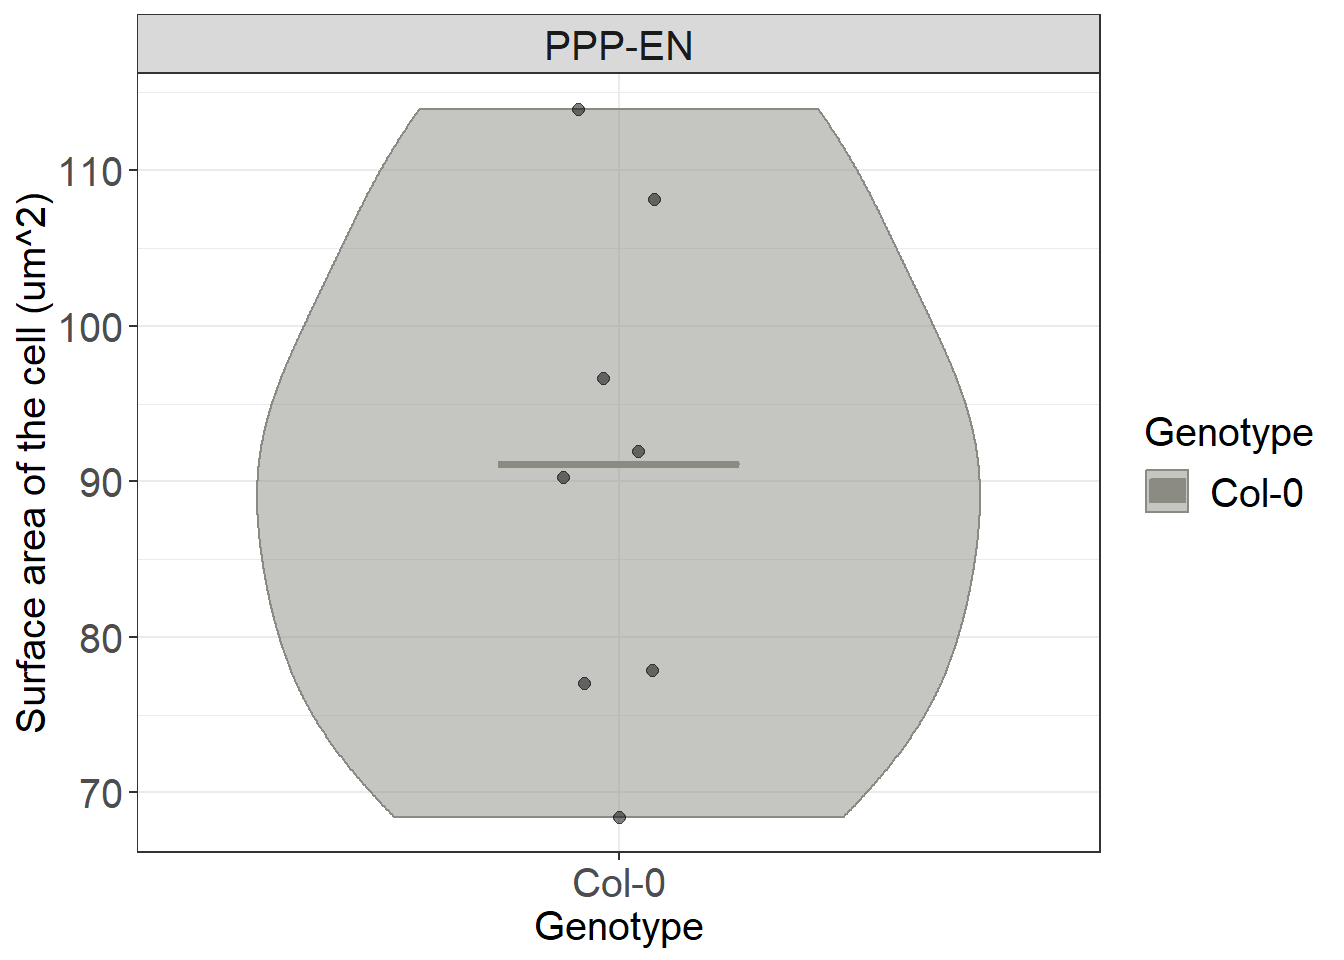 PPP-EN
Surface area of the cell (um^2)
110
100
90
80
70
Col-0
Genotype
Genotype
Col-0